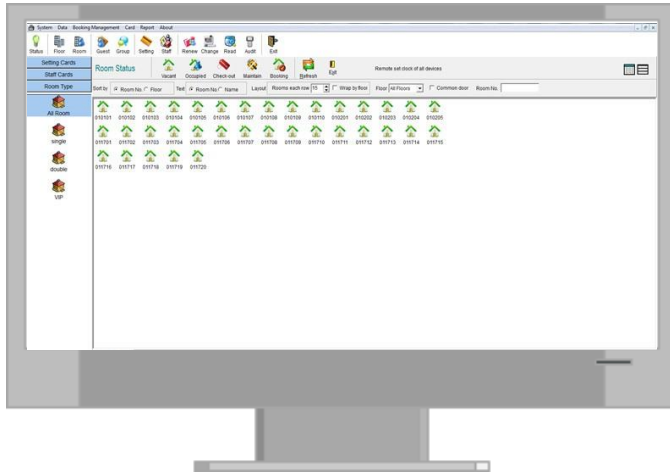 System Data Booking Management Card Report About
Status Floor Room Guest Group Setting Staff Renew Change Read Audit Exit
Setting Cards
Staff Cards
Room Type
All Room
single
double
VIP
Room Status Vacant Occupied Check-out Maintain Booking Refresh Exit Remote set clock of all devices
Sort by Room No. Floor Text Room No Name Layout Rooms each row 15 Wrap by floor Floor All Floors Common door Room No.
010101 010102 010103 010104 010105 010106 010107 010108 010109 010110 010201 010202 010203 010204 010205
011701 011702 011703 011704 011705 011706 011707 011708 011709 011710 011711 011712 011713 011714 011715
011716 011717 011718 011719 011720